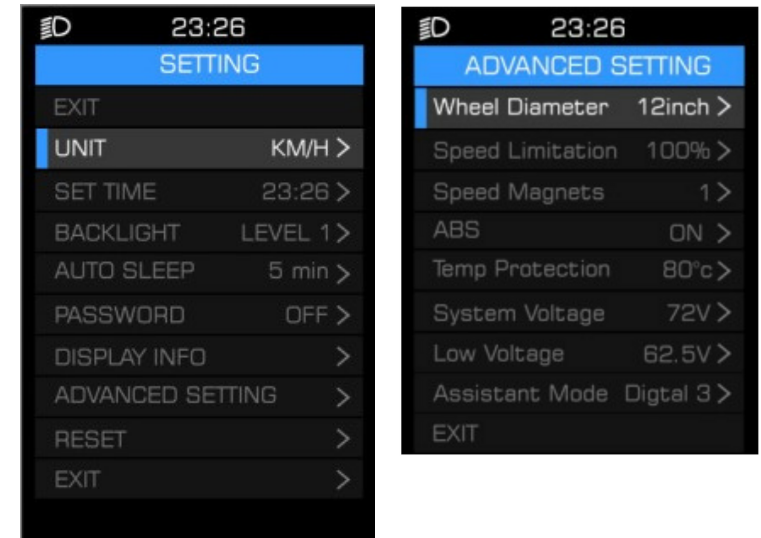 23:26
SETTING
EXIT
UNIT KM/H >
SET TIME 23:26 >
BACKLIGHT LEVEL 1 >
AUTO SLEEP 5 min >
PASSWORD OFF >
DISPLAY INFO >
ADVANCED SETTING >
RESET >
EXIT >
23:26
ADVANCED SETTING
Wheel Diameter 12inch >
Speed Limitation 100% >
Speed Magnets 1 >
ABS ON >
Temp Protection 80°c >
System Voltage 72V >
Low Voltage 62.5V >
Assistant Mode Digtal 3 >
EXIT